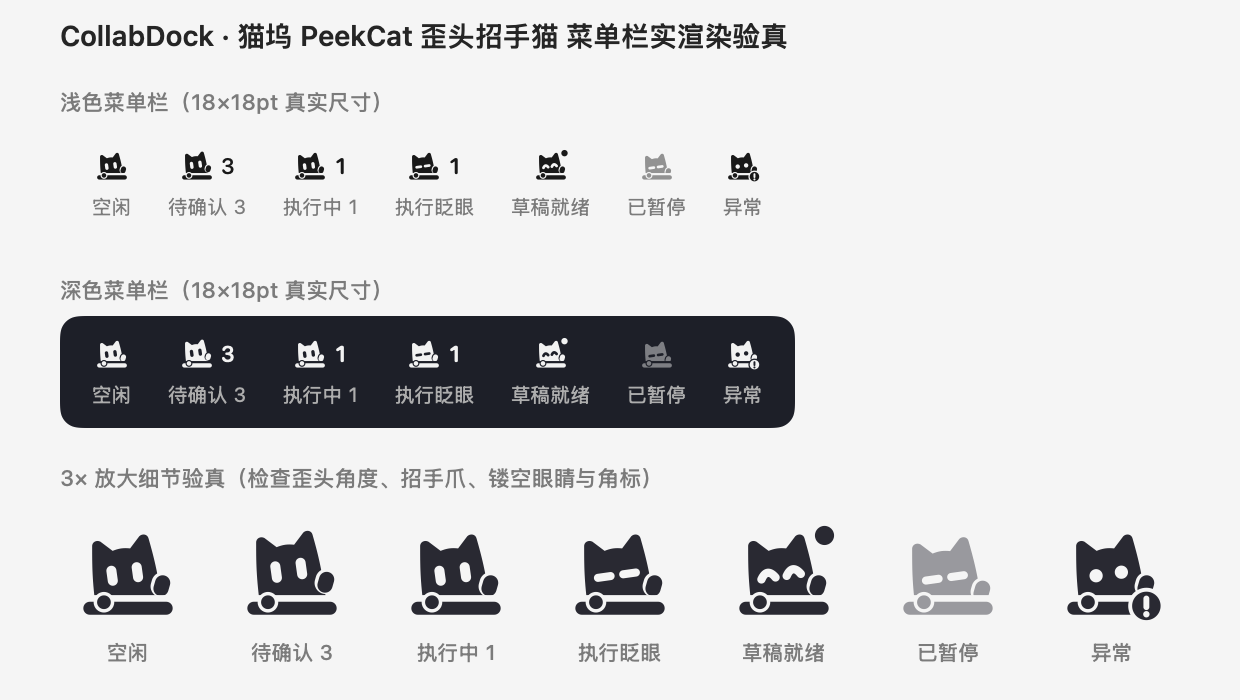 CollabDock · 猫坞 PeekCat 歪头招手猫 菜单栏实渲染验真
浅色菜单栏（18×18pt 真实尺寸）
3 1 1
空闲 待确认 3 执行中 1 执行眨眼 草稿就绪 已暂停 异常
深色菜单栏（18×18pt 真实尺寸）
3 1 1
空闲 待确认 3 执行中 1 执行眨眼 草稿就绪 已暂停 异常
3× 放大细节验真（检查歪头角度、招手爪、镂空眼睛与角标）
空闲 待确认 3 执行中 1 执行眨眼 草稿就绪 已暂停 异常